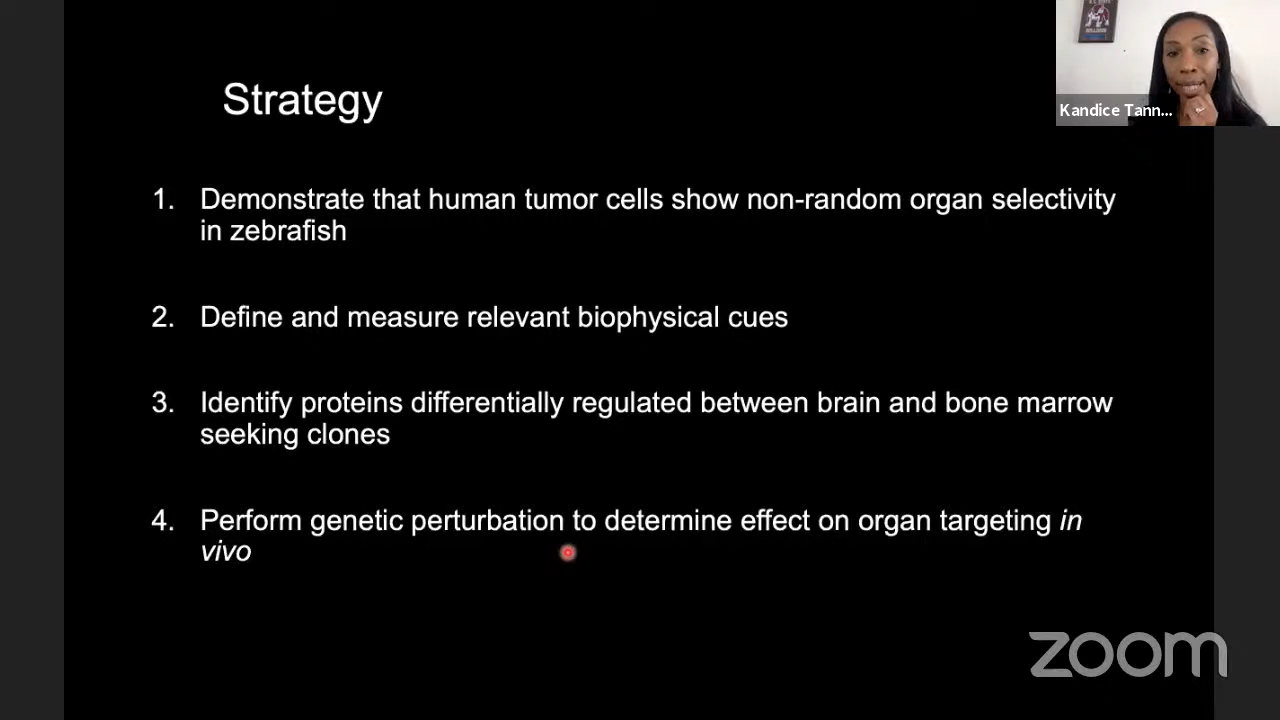 Strategy
Kandice Tann...
1. Demonstrate that human tumor cells show non-random organ selectivity
in zebrafish
2. Define and measure relevant biophysical cues
3. Identify proteins differentially regulated between brain and bone marrow
seeking clones
4. Perform genetic perturbation to determine effect on organ targeting in
vivo
zoom